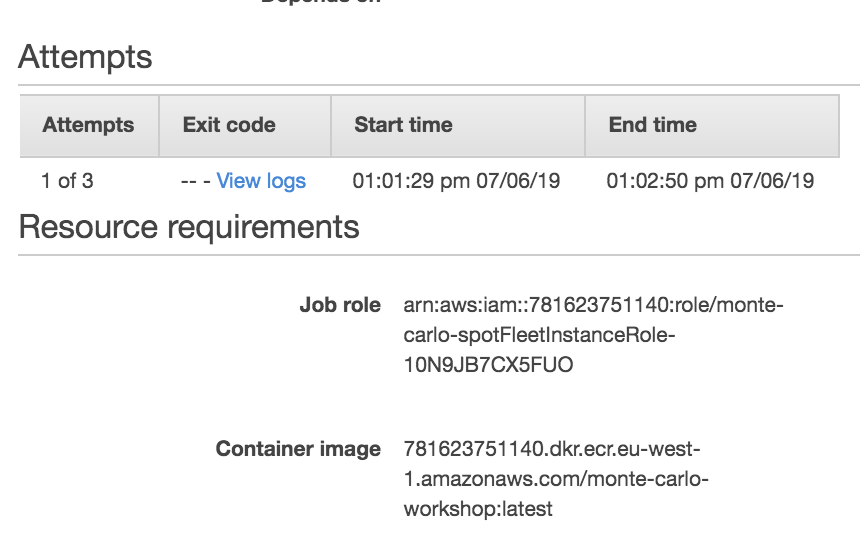 Depends on
Attempts
Attempts Exit code Start time End time
1 of 3 -- - View logs 01:01:29 pm 07/06/19 01:02:50 pm 07/06/19
Resource requirements
Job role arn:aws:iam::781623751140:role/monte-
carlo-spotFleetInstanceRole-
10N9JB7CX5FUO
Container image 781623751140.dkr.ecr.eu-west-
1.amazonaws.com/monte-carlo-
workshop:latest